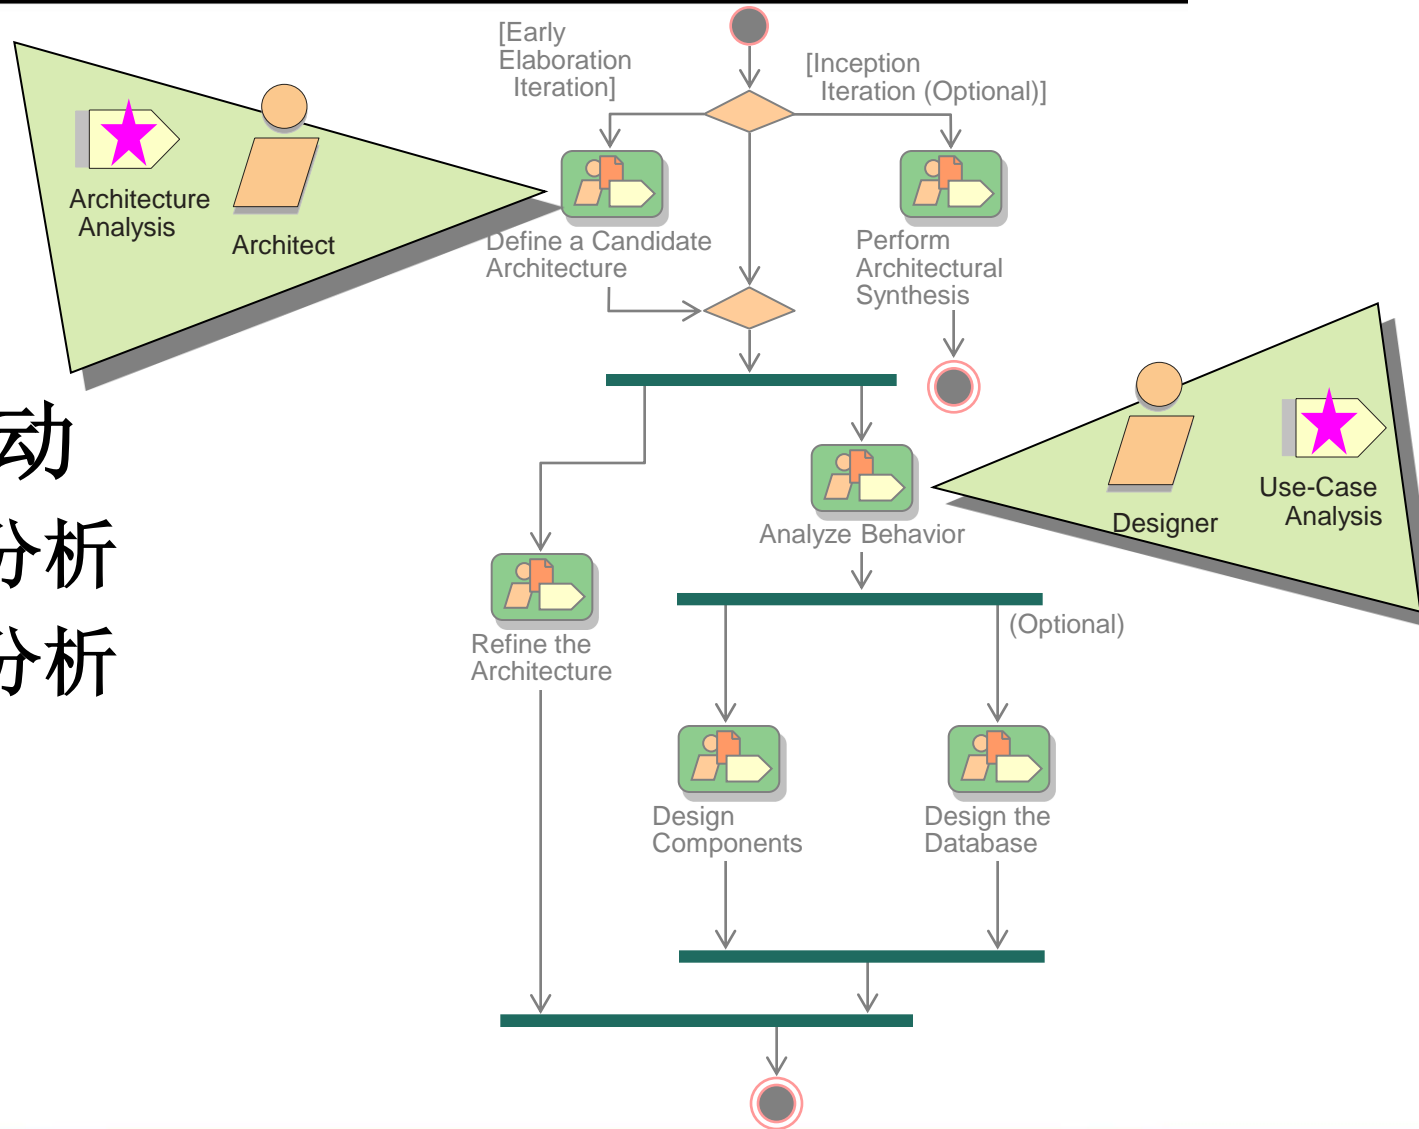 [Early
Elaboration
Iteration]
[Inception
Iteration (Optional)]
Architecture
Analysis
Architect
Define a Candidate
Architecture
Perform
Architectural
Synthesis
动
分析
分析
Analyze Behavior
Designer
Use-Case
Analysis
(Optional)
Refine the
Architecture
Design
Components
Design the
Database